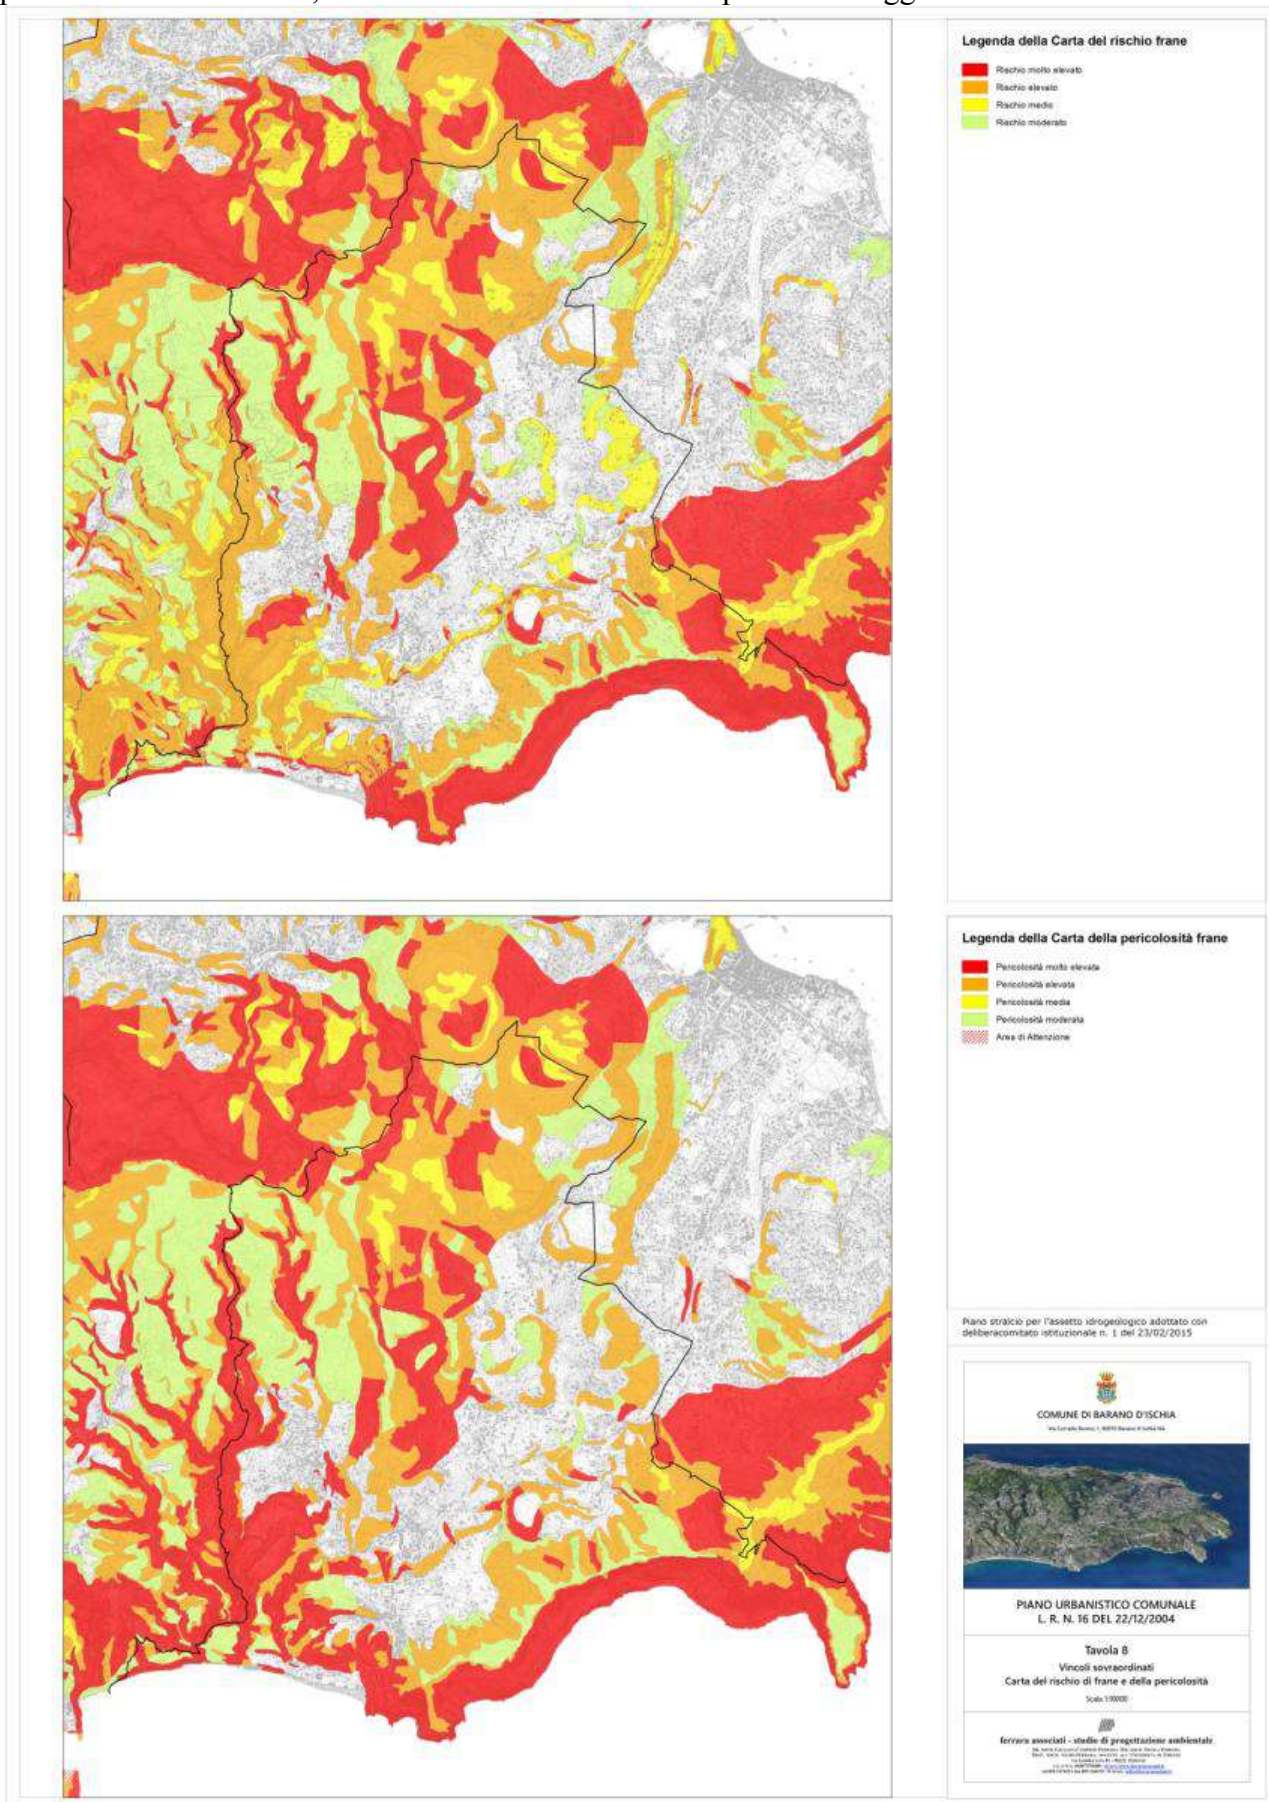 Legenda della Carta del rischio frane
Rischio molto elevato
Rischio elevato
Rischio medio
Rischio moderato
Legenda della Carta della pericolosità frane
Pericolosità molto elevata
Pericolosità elevata
Pericolosità media
Pericolosità moderata
Area di Attenzione
Piano stralcio per l'assetto idrogeologico adottato con
deliberacomitato istituzionale n. 1 del 23/02/2015
COMUNE DI BARANO D'ISCHIA
PIANO URBANISTICO COMUNALE
L. R. N. 16 DEL 22/12/2004
Tavola 8
Vincoli sovraordinati
Carta del rischio di frane e della pericolosità
Scala 1:10000
ferrara associati - studio di progettazione ambientale